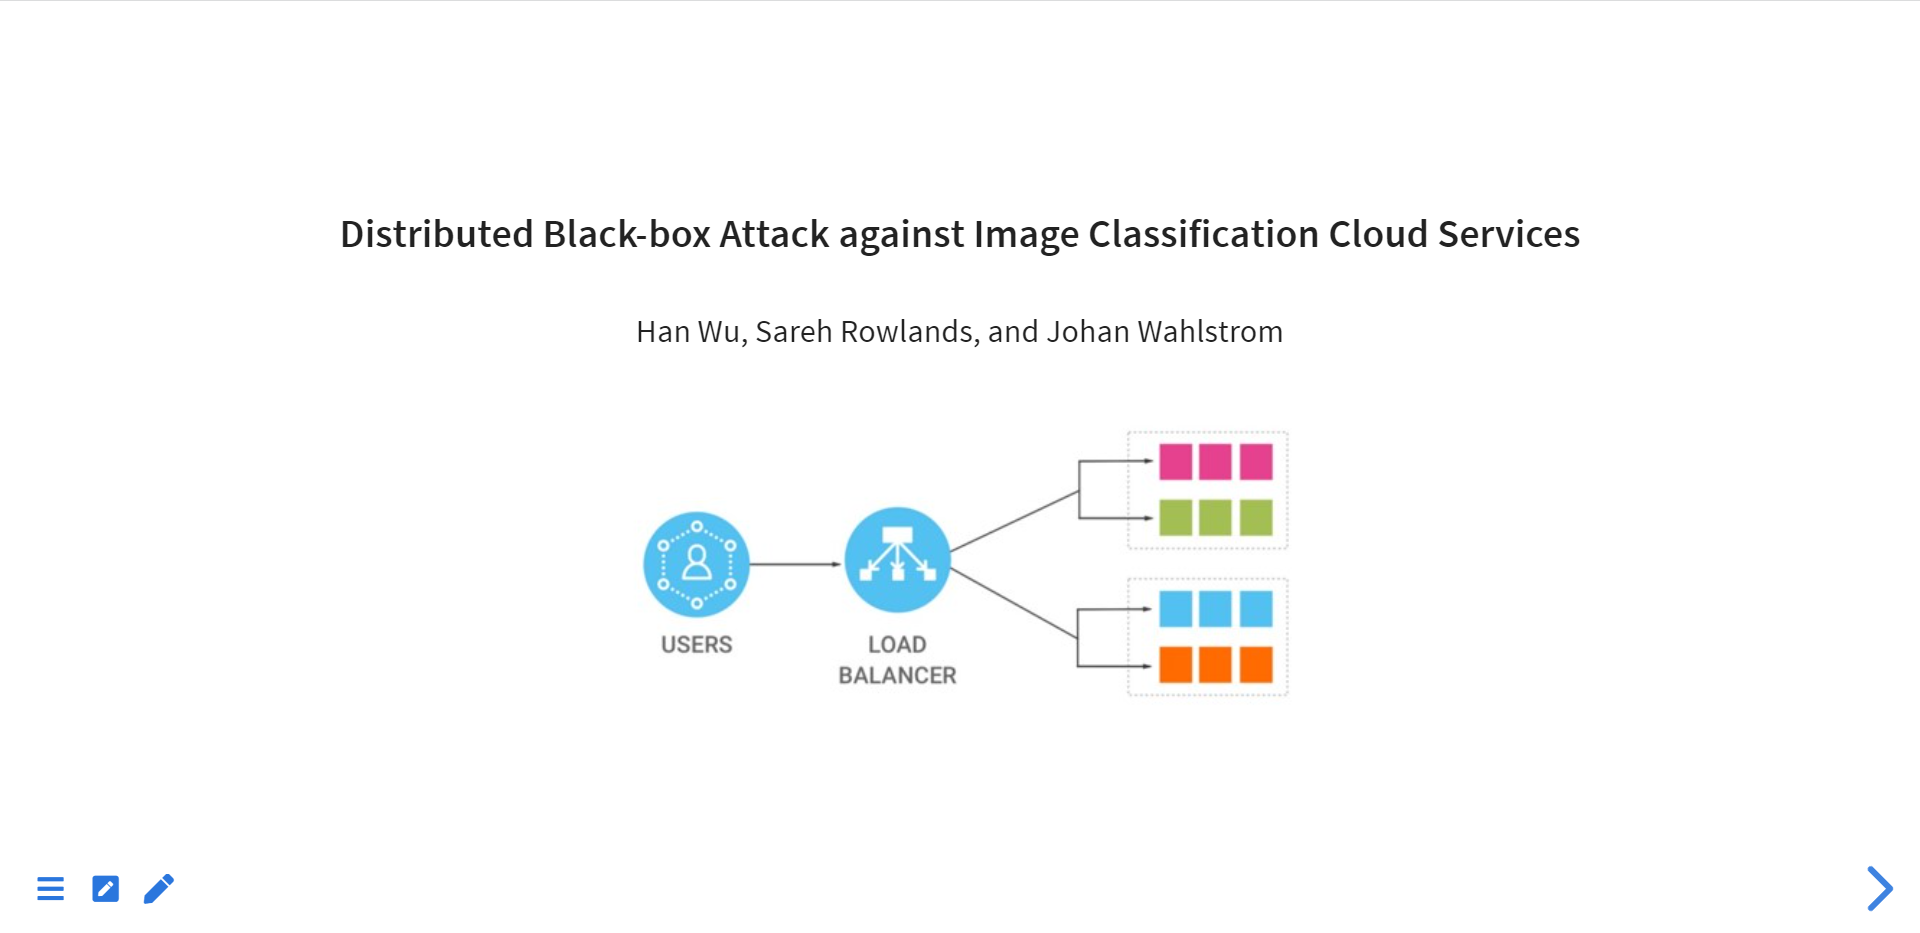 Distributed Black-box Attack against Image Classification Cloud Services
Han Wu, Sareh Rowlands, and Johan Wahlstrom
USERS
LOAD
BALANCER